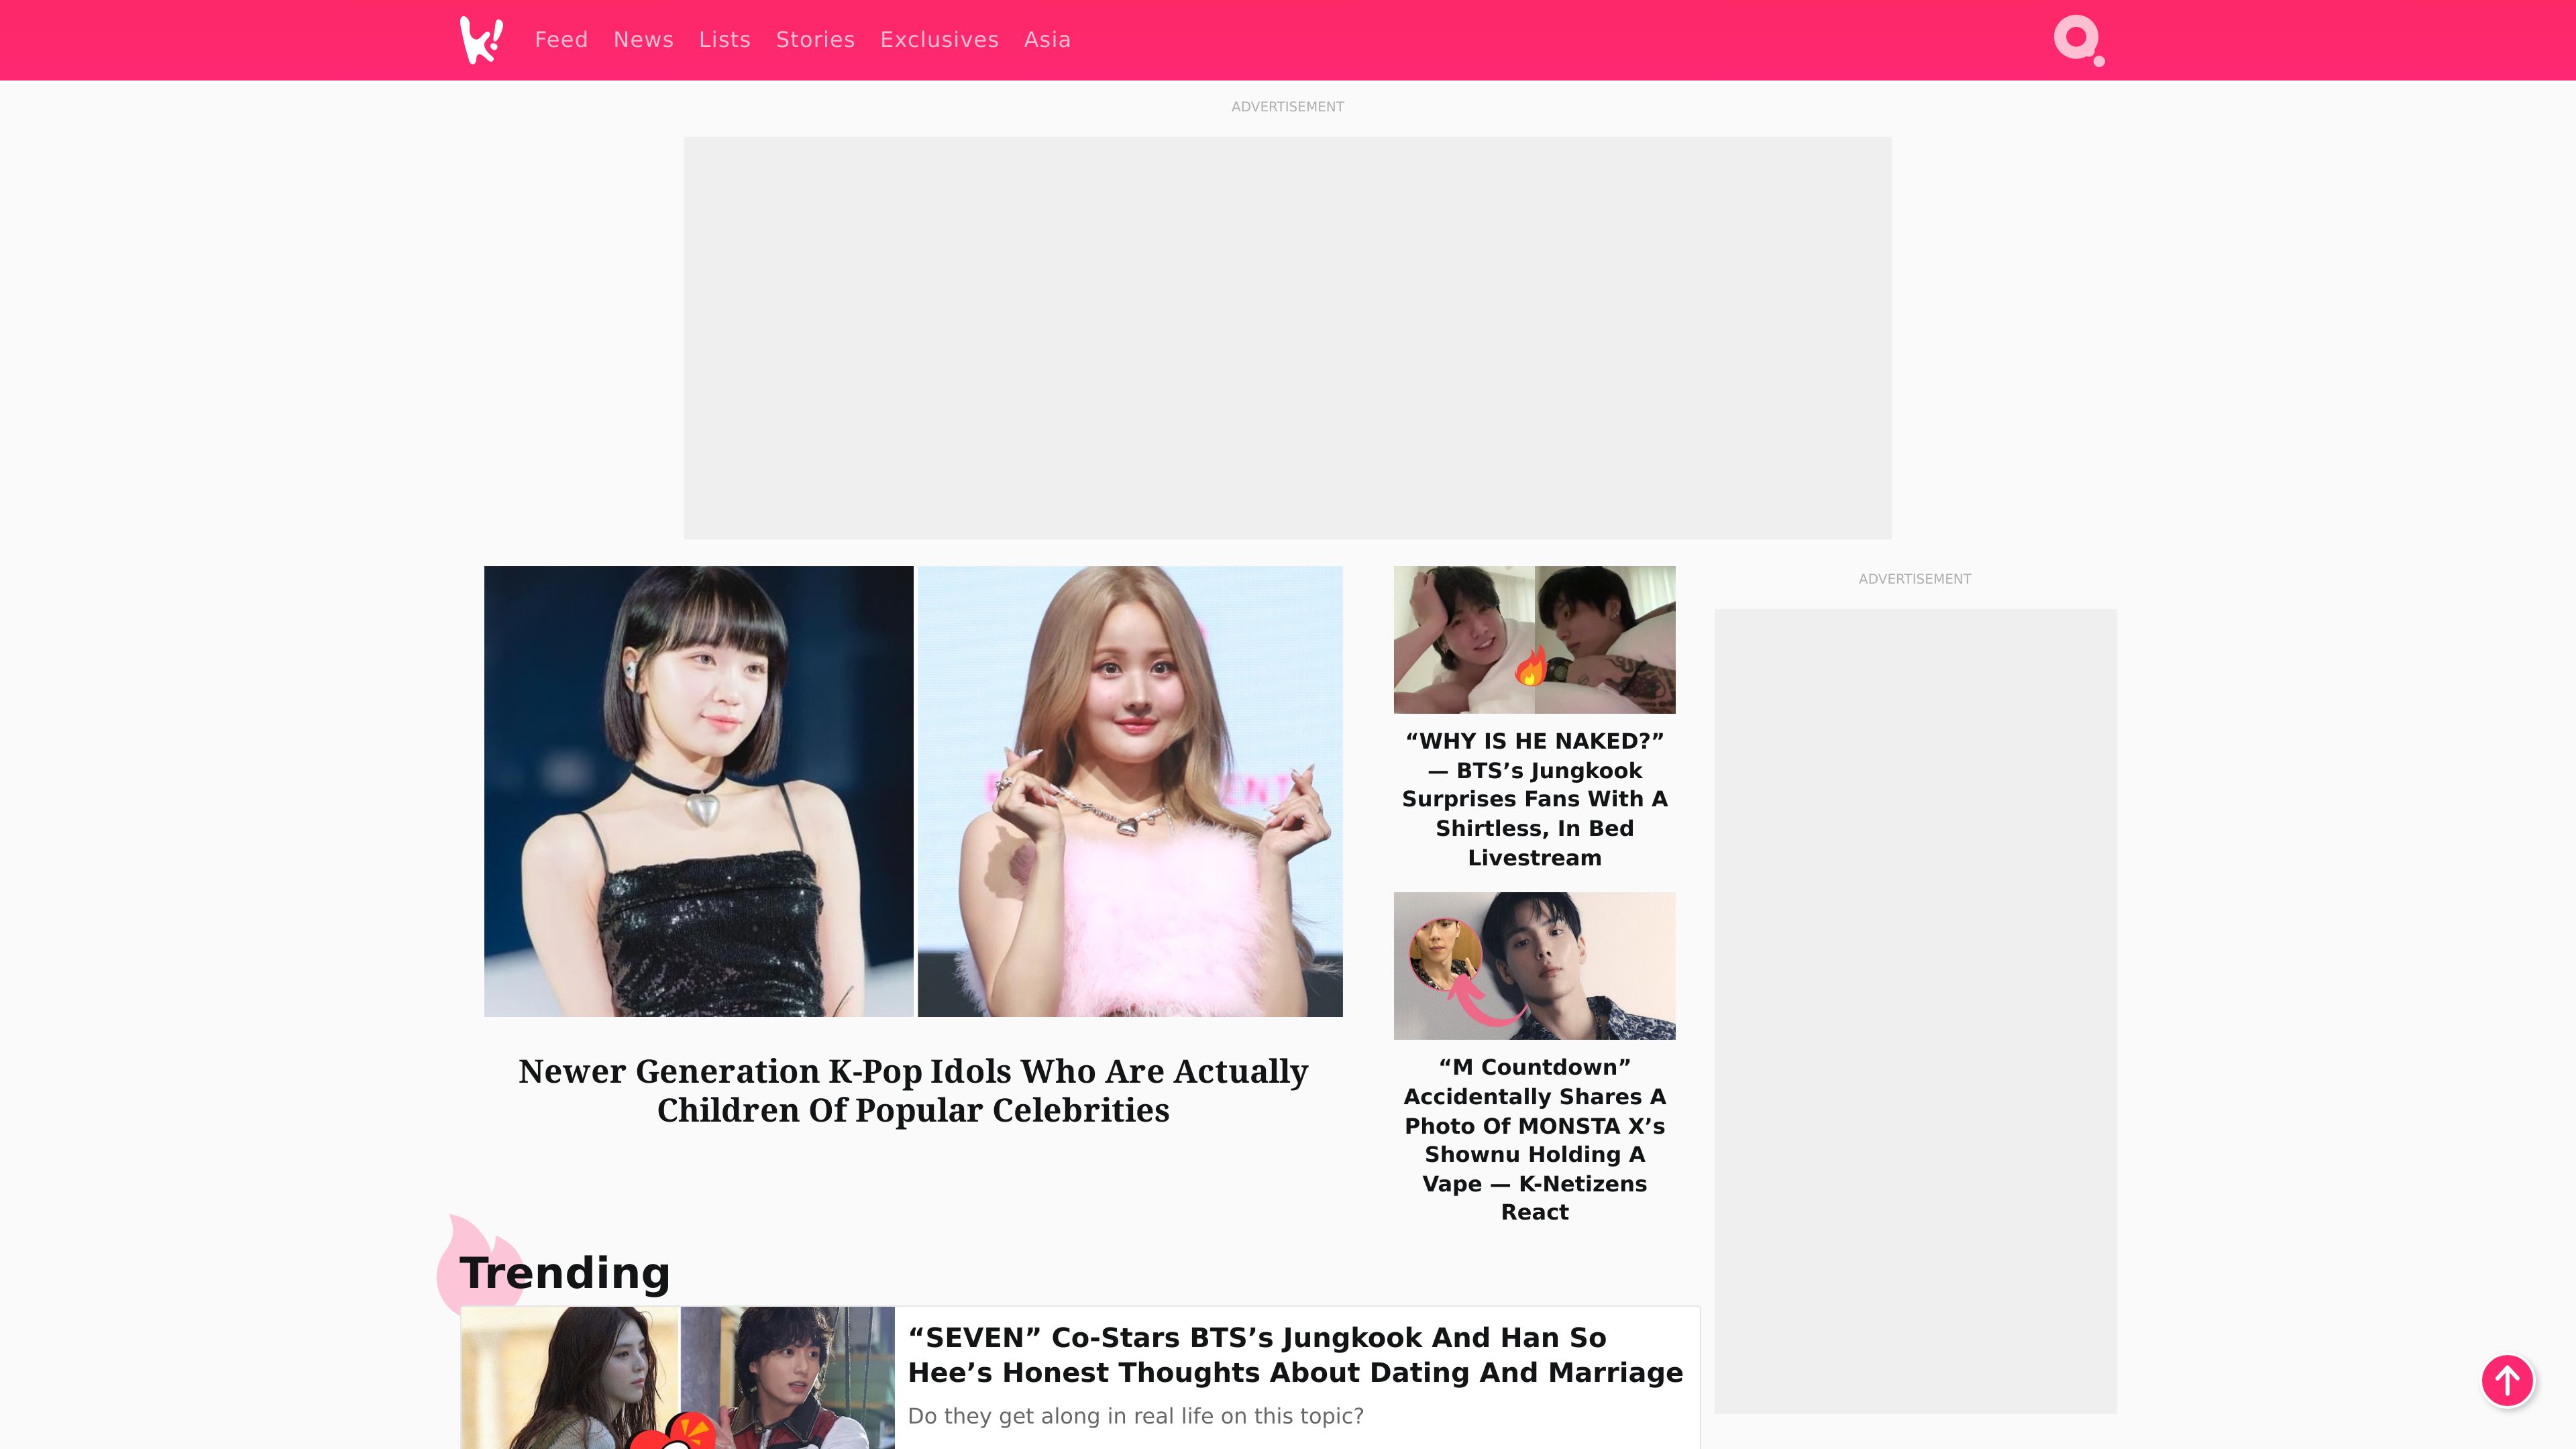 Feed News Lists Stories Exclusives Asia
ADVERTISEMENT
“WHY IS HE NAKED?”
— BTS’s Jungkook
Surprises Fans With A
Shirtless, In Bed
Livestream
ADVERTISEMENT
“M Countdown”
Accidentally Shares A
Photo Of MONSTA X’s
Shownu Holding A
Vape — K-Netizens
React
Newer Generation K-Pop Idols Who Are Actually
Children Of Popular Celebrities
Trending
“SEVEN” Co-Stars BTS’s Jungkook And Han So
Hee’s Honest Thoughts About Dating And Marriage
Do they get along in real life on this topic?